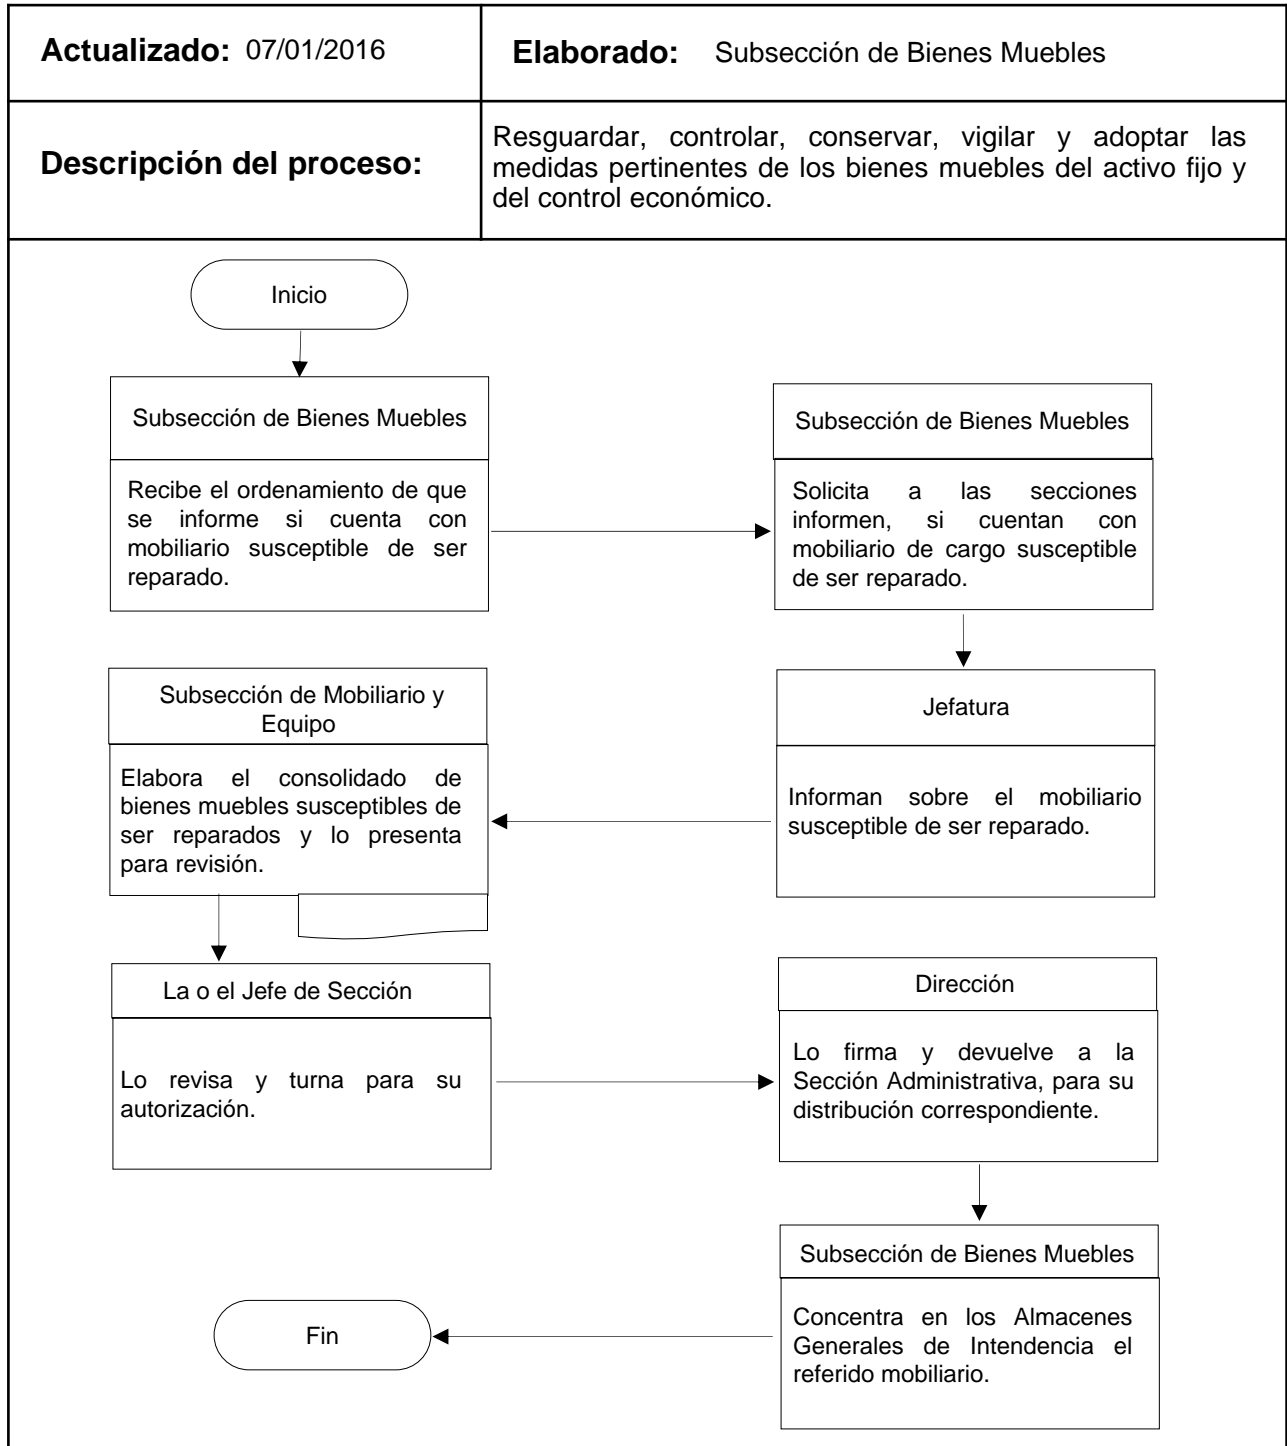 Actualizado: 07/01/2016
Elaborado: Subsección de Bienes Muebles
Descripción del proceso:
Resguardar, controlar, conservar, vigilar y adoptar las
medidas pertinentes de los bienes muebles del activo fijo y
del control económico.
Inicio
Subsección de Bienes Muebles
Recibe el ordenamiento de que
se informe si cuenta con
mobiliario susceptible de ser
reparado.
Subsección de Bienes Muebles
Solicita a las secciones
informen, si cuentan con
mobiliario de cargo susceptible
de ser reparado.
Jefatura
Informan sobre el mobiliario
susceptible de ser reparado.
Subsección de Mobiliario y
Equipo
Elabora el consolidado de
bienes muebles susceptibles de
ser reparados y lo presenta
para revisión.
La o el Jefe de Sección
Lo revisa y turna para su
autorización.
Dirección
Lo firma y devuelve a la
Sección Administrativa, para su
distribución correspondiente.
Subsección de Bienes Muebles
Concentra en los Almacenes
Generales de Intendencia el
referido mobiliario.
Fin